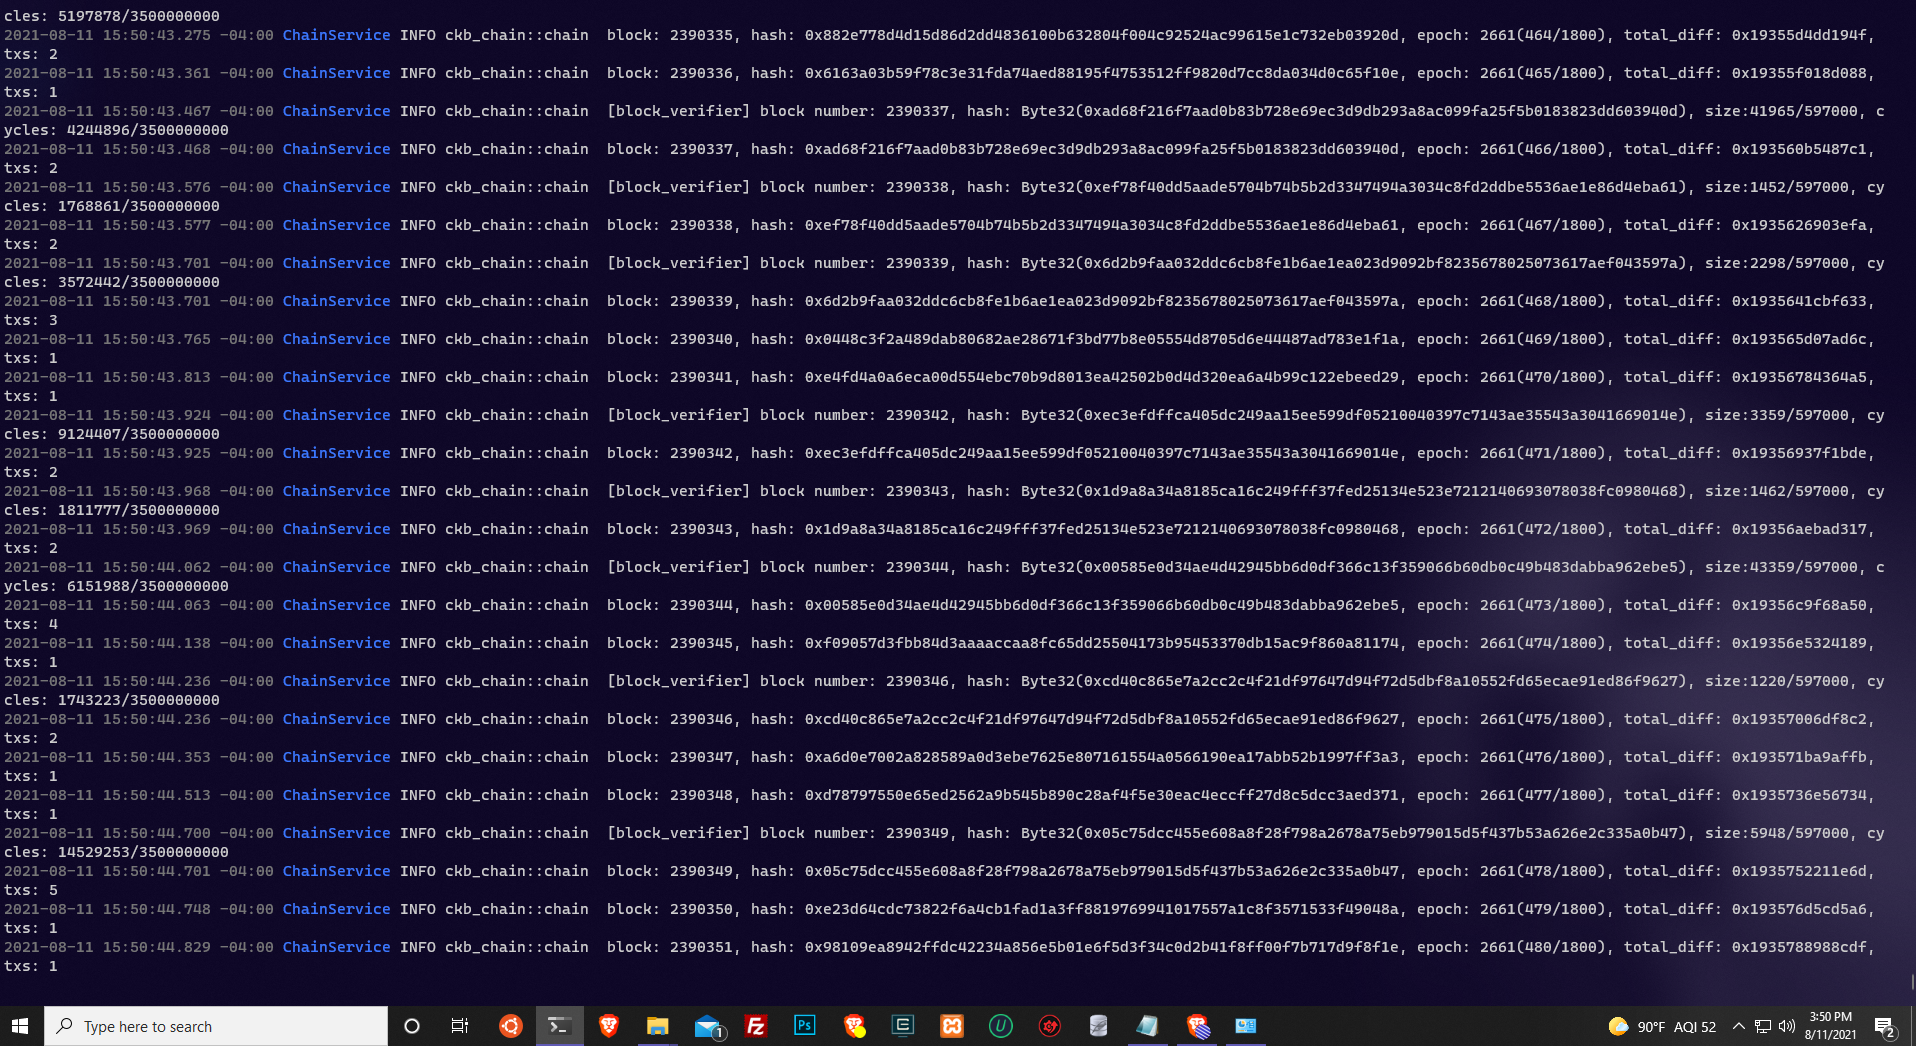 cles: 5197878/3500000000
2021-08-11 15:50:43.275 -04:00 ChainService INFO ckb_chain::chain  block: 2390335, hash: 0x882e778d4d15d86d2dd4836100b632804f004c92524ac99615e1c732eb03920d, epoch: 2661(464/1800), total_diff: 0x19355d4dd194f,
txs: 2
2021-08-11 15:50:43.361 -04:00 ChainService INFO ckb_chain::chain  block: 2390336, hash: 0x6163a03b59f78c3e31fda74aed88195f4753512ff9820d7cc8da034d0c65f10e, epoch: 2661(465/1800), total_diff: 0x19355f018d088,
txs: 1
2021-08-11 15:50:43.467 -04:00 ChainService INFO ckb_chain::chain  [block_verifier] block number: 2390337, hash: Byte32(0xad68f216f7aad0b83b728e69ec3d9db293a8ac099fa25f5b0183823dd603940d), size:41965/597000, c
ycles: 4244896/3500000000
2021-08-11 15:50:43.468 -04:00 ChainService INFO ckb_chain::chain  block: 2390337, hash: 0xad68f216f7aad0b83b728e69ec3d9db293a8ac099fa25f5b0183823dd603940d, epoch: 2661(466/1800), total_diff: 0x193560b5487c1,
txs: 2
2021-08-11 15:50:43.576 -04:00 ChainService INFO ckb_chain::chain  [block_verifier] block number: 2390338, hash: Byte32(0xef78f40dd5aade5704b74b5b2d3347494a3034c8fd2ddbe5536ae1e86d4eba61), size:1452/597000, cy
cles: 1768861/3500000000
2021-08-11 15:50:43.577 -04:00 ChainService INFO ckb_chain::chain  block: 2390338, hash: 0xef78f40dd5aade5704b74b5b2d3347494a3034c8fd2ddbe5536ae1e86d4eba61, epoch: 2661(467/1800), total_diff: 0x1935626903efa,
txs: 2
2021-08-11 15:50:43.701 -04:00 ChainService INFO ckb_chain::chain  [block_verifier] block number: 2390339, hash: Byte32(0x6d2b9faa032ddc6cb8fe1b6ae1ea023d9092bf8235678025073617aef043597a), size:2298/597000, cy
cles: 3572442/3500000000
2021-08-11 15:50:43.701 -04:00 ChainService INFO ckb_chain::chain  block: 2390339, hash: 0x6d2b9faa032ddc6cb8fe1b6ae1ea023d9092bf8235678025073617aef043597a, epoch: 2661(468/1800), total_diff: 0x1935641cbf633,
txs: 3
2021-08-11 15:50:43.765 -04:00 ChainService INFO ckb_chain::chain  block: 2390340, hash: 0x0448c3f2a489dab80682ae28671f3bd77b8e05554d8705d6e44487ad783e1f1a, epoch: 2661(469/1800), total_diff: 0x193565d07ad6c,
txs: 1
2021-08-11 15:50:43.813 -04:00 ChainService INFO ckb_chain::chain  block: 2390341, hash: 0xe4fd4a0a6eca00d554ebc70b9d8013ea42502b0d4d320ea6a4b99c122ebeed29, epoch: 2661(470/1800), total_diff: 0x19356784364a5,
txs: 1
2021-08-11 15:50:43.924 -04:00 ChainService INFO ckb_chain::chain  [block_verifier] block number: 2390342, hash: Byte32(0xec3efdffca405dc249aa15ee599df05210040397c7143ae35543a3041669014e), size:3359/597000, cy
cles: 9124407/3500000000
2021-08-11 15:50:43.925 -04:00 ChainService INFO ckb_chain::chain  block: 2390342, hash: 0xec3efdffca405dc249aa15ee599df05210040397c7143ae35543a3041669014e, epoch: 2661(471/1800), total_diff: 0x19356937f1bde,
txs: 2
2021-08-11 15:50:43.968 -04:00 ChainService INFO ckb_chain::chain  [block_verifier] block number: 2390343, hash: Byte32(0x1d9a8a34a8185ca16c249fff37fed25134e523e7212140693078038fc0980468), size:1462/597000, cy
cles: 1811777/3500000000
2021-08-11 15:50:43.969 -04:00 ChainService INFO ckb_chain::chain  block: 2390343, hash: 0x1d9a8a34a8185ca16c249fff37fed25134e523e7212140693078038fc0980468, epoch: 2661(472/1800), total_diff: 0x19356aebad317,
txs: 2
2021-08-11 15:50:44.062 -04:00 ChainService INFO ckb_chain::chain  [block_verifier] block number: 2390344, hash: Byte32(0x00585e0d34ae4d42945bb6d0df366c13f359066b60db0c49b483dabba962ebe5), size:43359/597000, c
ycles: 6151988/3500000000
2021-08-11 15:50:44.063 -04:00 ChainService INFO ckb_chain::chain  block: 2390344, hash: 0x00585e0d34ae4d42945bb6d0df366c13f359066b60db0c49b483dabba962ebe5, epoch: 2661(473/1800), total_diff: 0x19356c9f68a50,
txs: 4
2021-08-11 15:50:44.138 -04:00 ChainService INFO ckb_chain::chain  block: 2390345, hash: 0xf09057d3fbb84d3aaaaccaa8fc65dd25504173b95453370db15ac9f860a81174, epoch: 2661(474/1800), total_diff: 0x19356e5324189,
txs: 1
2021-08-11 15:50:44.236 -04:00 ChainService INFO ckb_chain::chain  [block_verifier] block number: 2390346, hash: Byte32(0xcd40c865e7a2cc2c4f21df97647d94f72d5dbf8a10552fd65ecae91ed86f9627), size:1220/597000, cy
cles: 1743223/3500000000
2021-08-11 15:50:44.236 -04:00 ChainService INFO ckb_chain::chain  block: 2390346, hash: 0xcd40c865e7a2cc2c4f21df97647d94f72d5dbf8a10552fd65ecae91ed86f9627, epoch: 2661(475/1800), total_diff: 0x19357006df8c2,
txs: 2
2021-08-11 15:50:44.353 -04:00 ChainService INFO ckb_chain::chain  block: 2390347, hash: 0xa6d0e7002a828589a0d3ebe7625e807161554a0566190ea17abb52b1997ff3a3, epoch: 2661(476/1800), total_diff: 0x193571ba9affb,
txs: 1
2021-08-11 15:50:44.513 -04:00 ChainService INFO ckb_chain::chain  block: 2390348, hash: 0xd78797550e65ed2562a9b545b890c28af4f5e30eac4eccff27d8c5dcc3aed371, epoch: 2661(477/1800), total_diff: 0x1935736e56734,
txs: 1
2021-08-11 15:50:44.700 -04:00 ChainService INFO ckb_chain::chain  [block_verifier] block number: 2390349, hash: Byte32(0x05c75dcc455e608a8f28f798a2678a75eb979015d5f437b53a626e2c335a0b47), size:5948/597000, cy
cles: 14529253/3500000000
2021-08-11 15:50:44.701 -04:00 ChainService INFO ckb_chain::chain  block: 2390349, hash: 0x05c75dcc455e608a8f28f798a2678a75eb979015d5f437b53a626e2c335a0b47, epoch: 2661(478/1800), total_diff: 0x1935752211e6d,
txs: 5
2021-08-11 15:50:44.748 -04:00 ChainService INFO ckb_chain::chain  block: 2390350, hash: 0xe23d64cdc73822f6a4cb1fad1a3ff8819769941017557a1c8f3571533f49048a, epoch: 2661(479/1800), total_diff: 0x193576d5cd5a6,
txs: 1
2021-08-11 15:50:44.829 -04:00 ChainService INFO ckb_chain::chain  block: 2390351, hash: 0x98109ea8942ffdc42234a856e5b01e6f5d3f34c0d2b41f8ff00f7b717d9f8f1e, epoch: 2661(480/1800), total_diff: 0x1935788988cdf,
txs: 1
Type here to search
1
Fz
Ps
90°F AQI 52
3:50 PM
8/11/2021
2